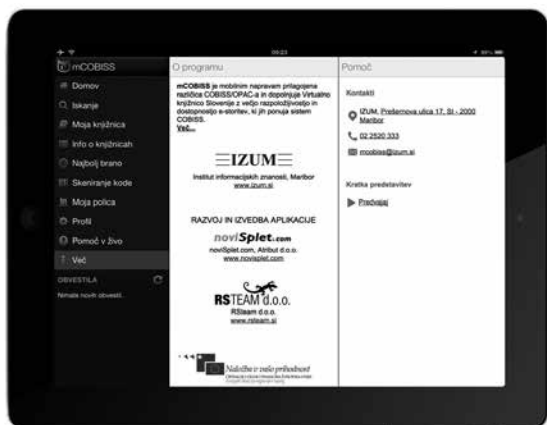 09:23
mCOBISS
Domov
Iskanje
Moja knjižnica
Info o knjižnicah
Najbolj brano
Skeniranje kode
Moja polica
Profil
Pomoč v živo
Več
OBVESTILA
Nimate novih obvestil.
O programu
mCOBISS je mobilnim napravam prilagojena
različica COBISS/OPAC-a in dopolnjuje Virtualno
knjižnico Slovenije z večjo razpoložljivostjo in
dostopnostjo e-storitev, ki jih ponuja sistem
COBISS.
Več...
IZUM
Institut informacijskih znanosti, Maribor
www.izum.si
RAZVOJ IN IZVEDBA APLIKACIJE
noviSplet.com
noviSplet.com, Atribut d.o.o.
www.novisplet.com
RSTEAM d.o.o.
RSteam d.o.o.
www.rsteam.si
Naložba v vašo prihodnost
Pomoč
Kontakti
IZUM, Prešernova ulica 17, SI - 2000
Maribor
02 2520 333
mcobiss@izum.si
Kratka predstavitev
Predvajaj